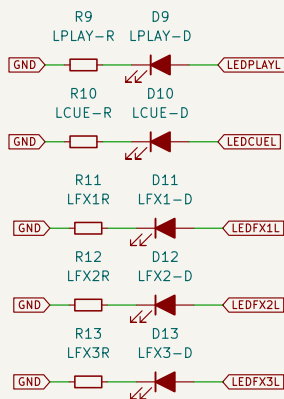 R9 D9
LPLAY-R LPLAY-D
GND LEDPLAYL
R10 D10
LCUE-R LCUE-D
GND LEDCUEL
R11 D11
LFX1R LFX1-D
GND LEDFX1L
R12 D12
LFX2R LFX2-D
GND LEDFX2L
R13 D13
LFX3R LFX3-D
GND LEDFX3L